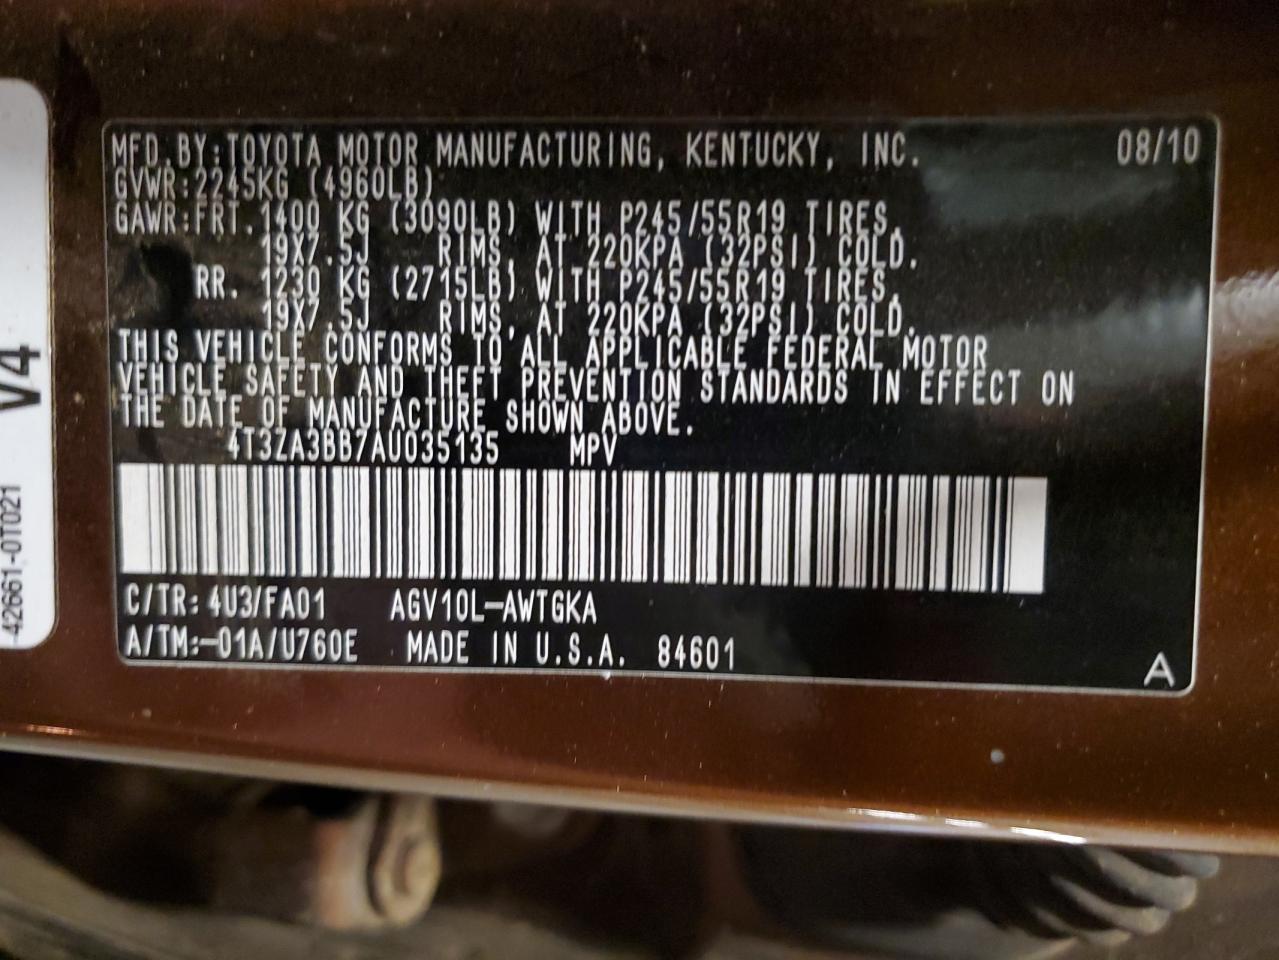 MFD.BY:TOYOTA MOTOR MANUFACTURING, KENTUCKY, INC. 08/10
GVWR:2245KG (4960LB)
GAWR:FRT. 1400 KG (3090LB) WITH P245/55R19 TIRES,
19X7.5J RIMS, AT 220KPA (32PSI) COLD.
RR. 1230 KG (2715LB) WITH P245/55R19 TIRES,
19X7.5J RIMS, AT 220KPA (32PSI) COLD.
THIS VEHICLE CONFORMS TO ALL APPLICABLE FEDERAL MOTOR
VEHICLE SAFETY AND THEFT PREVENTION STANDARDS IN EFFECT ON
THE DATE OF MANUFACTURE SHOWN ABOVE.
4T3ZA3BB7AU035135 MPV
C/TR: 4U3/FA01 AGV10L-AWTGKA
A/TM:-01A/U760E MADE IN U.S.A. 84601
A
V4
42661-0T021